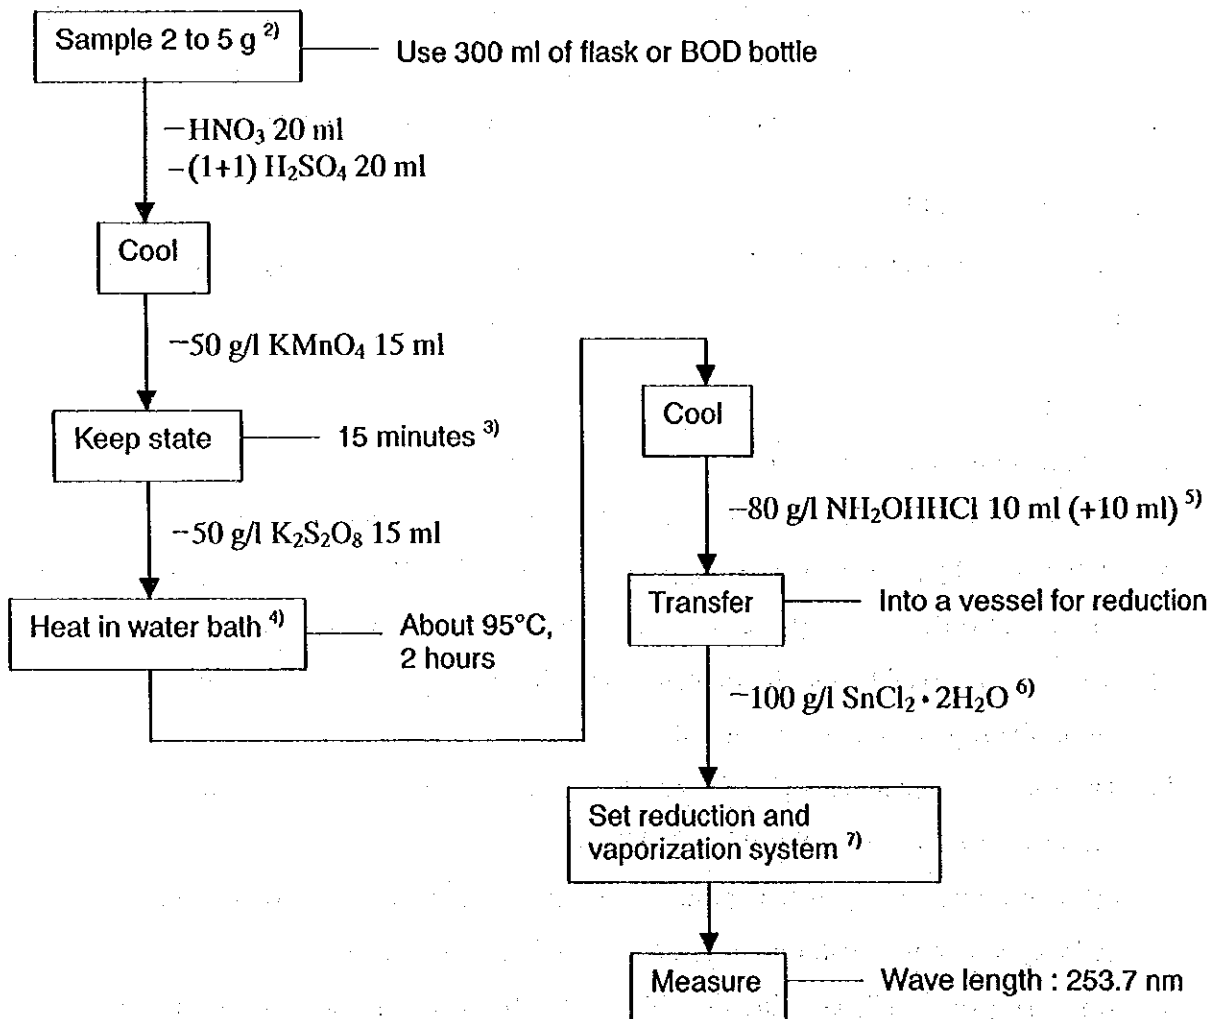 Sample 2 to 5 g ²⁾
Use 300 ml of flask or BOD bottle
−HNO₃ 20 ml
−(1+1) H₂SO₄ 20 ml
Cool
−50 g/l KMnO₄ 15 ml
Keep state
15 minutes ³⁾
−50 g/l K₂S₂O₈ 15 ml
Heat in water bath ⁴⁾
About 95°C,
2 hours
Cool
−80 g/l NH₂OHHCl 10 ml (+10 ml) ⁵⁾
Transfer
Into a vessel for reduction
−100 g/l SnCl₂・2H₂O ⁶⁾
Set reduction and
vaporization system ⁷⁾
Measure
Wave length : 253.7 nm